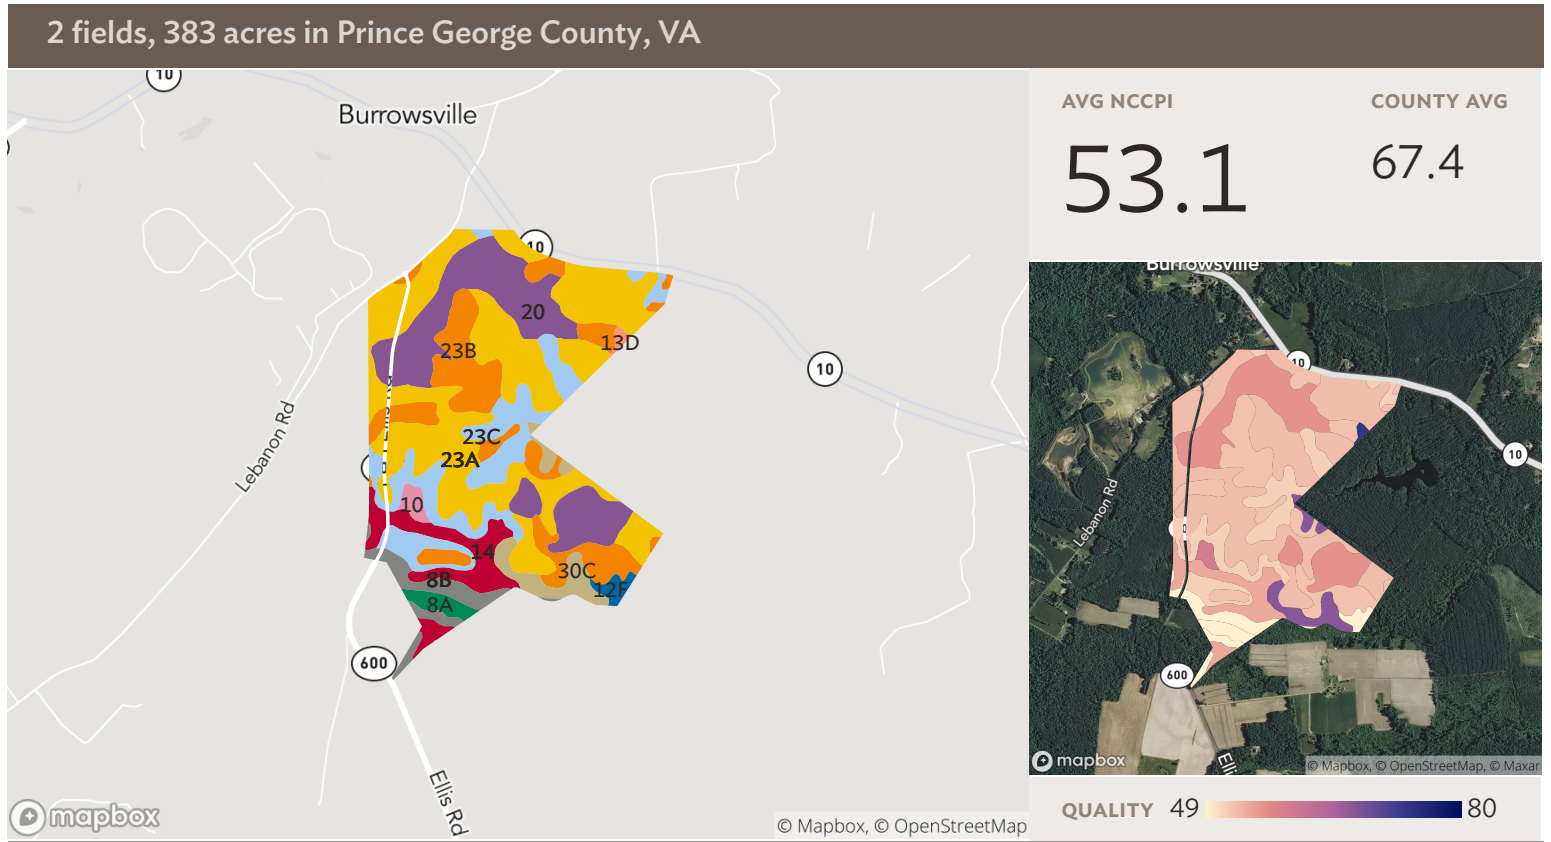 2 fields, 383 acres in Prince George County, VA
10
Burrowsville
10
20
13D
23B
10
Lebanon Rd
23C
23A
10
14
8B
30C
12F
8A
600
Ellis Rd
mapbox
© Mapbox, © OpenStreetMap
AVG NCCPI
COUNTY AVG
53.1
67.4
Burrowsville
10
10
Lebanon Rd
600
Elli
mapbox
© Mapbox, © OpenStreetMap, © Maxar
QUALITY 49 80